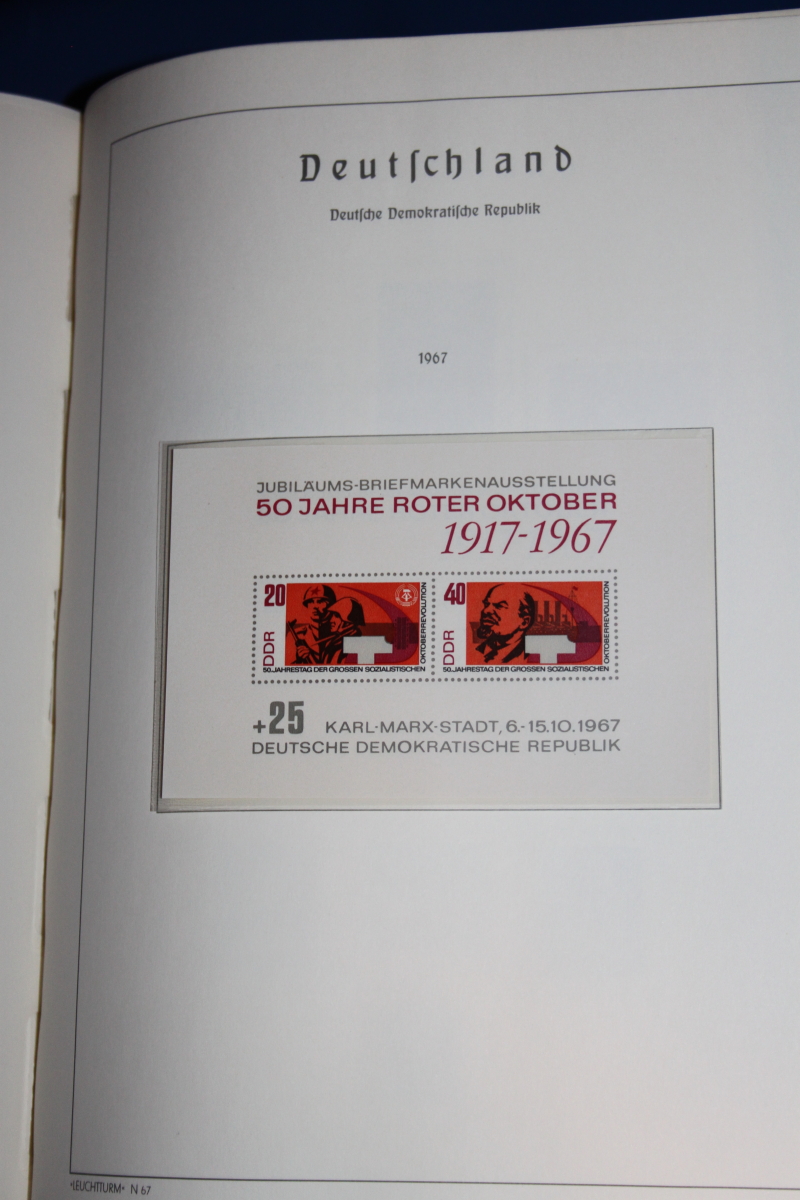 Deutſchland
Deutſche Demokratiſche Republik
1967
JUBILÄUMS-BRIEFMARKENAUSSTELLUNG
50 JAHRE ROTER OKTOBER
1917-1967
20
DDR
50. JAHRESTAG DER GROSSEN SOZIALISTISCHEN
OKTOBERREVOLUTION
40
DDR
50. JAHRESTAG DER GROSSEN SOZIALISTISCHEN
OKTOBERREVOLUTION
+25 KARL-MARX-STADT, 6.-15.10.1967
DEUTSCHE DEMOKRATISCHE REPUBLIK
*LEUCHTTURM* N 67